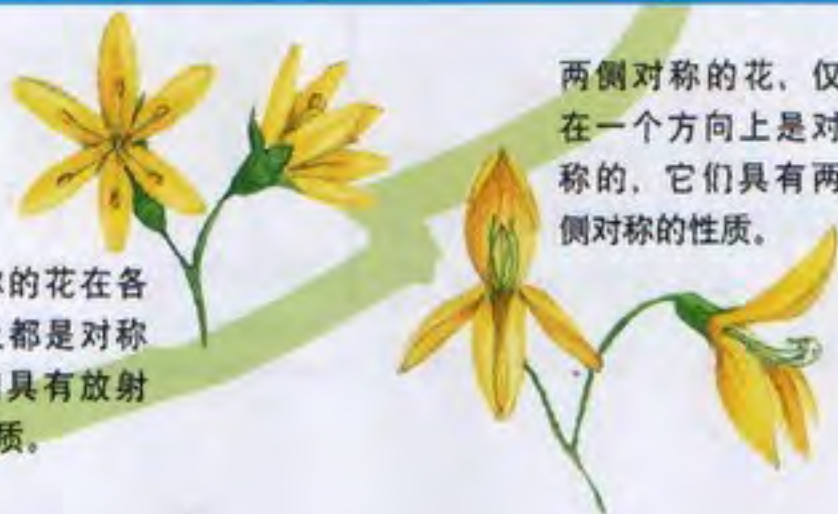 两侧对称的花，仅
在一个方向上是对
称的，它们具有两
侧对称的性质。
的花在各
都是对称
具有放射
质。